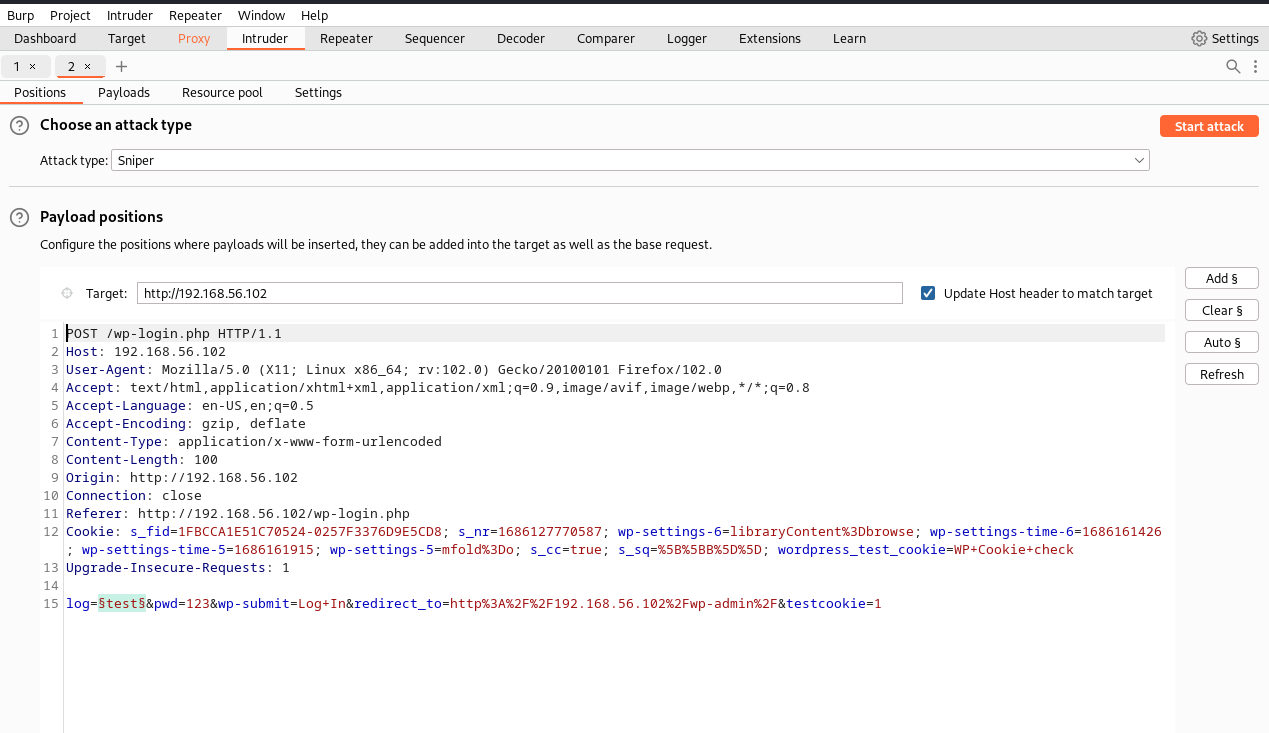 Burp Project Intruder Repeater Window Help
Dashboard Target Proxy Intruder Repeater Sequencer Decoder Comparer Logger Extensions Learn Settings
1 × 2 × +
Positions Payloads Resource pool Settings
? Choose an attack type Start attack
Attack type: Sniper
? Payload positions
Configure the positions where payloads will be inserted, they can be added into the target as well as the base request.
Target: http://192.168.56.102 Update Host header to match target Add §
Clear §
Auto §
Refresh
1 POST /wp-login.php HTTP/1.1
2 Host: 192.168.56.102
3 User-Agent: Mozilla/5.0 (X11; Linux x86_64; rv:102.0) Gecko/20100101 Firefox/102.0
4 Accept: text/html,application/xhtml+xml,application/xml;q=0.9,image/avif,image/webp,*/*;q=0.8
5 Accept-Language: en-US,en;q=0.5
6 Accept-Encoding: gzip, deflate
7 Content-Type: application/x-www-form-urlencoded
8 Content-Length: 100
9 Origin: http://192.168.56.102
10 Connection: close
11 Referer: http://192.168.56.102/wp-login.php
12 Cookie: s_fid=1FBCCA1E51C70524-0257F3376D9E5CD8; s_nr=1686127770587; wp-settings-6=libraryContent%3Dbrowse; wp-settings-time-6=1686161426
; wp-settings-time-5=1686161915; wp-settings-5=mfold%3Do; s_cc=true; s_sq=%5B%5BB%5D%5D; wordpress_test_cookie=WP+Cookie+check
13 Upgrade-Insecure-Requests: 1
14
15 log=§test§&pwd=123&wp-submit=Log+In&redirect_to=http%3A%2F%2F192.168.56.102%2Fwp-admin%2F&testcookie=1